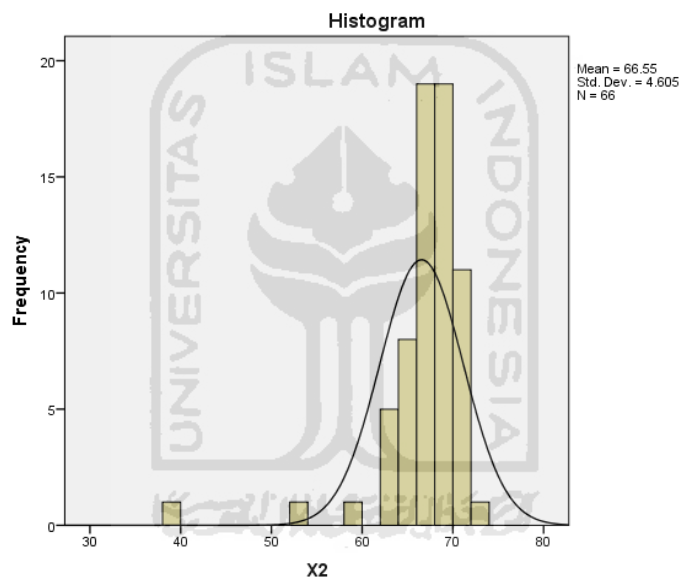 Histogram
Mean = 66.55
Std. Dev. = 4.605
N = 66
ISLAM
UNIVERSITAS
INDONESIA
Frequency
20
15
10
5
0
30 40 50 60 70 80
X2